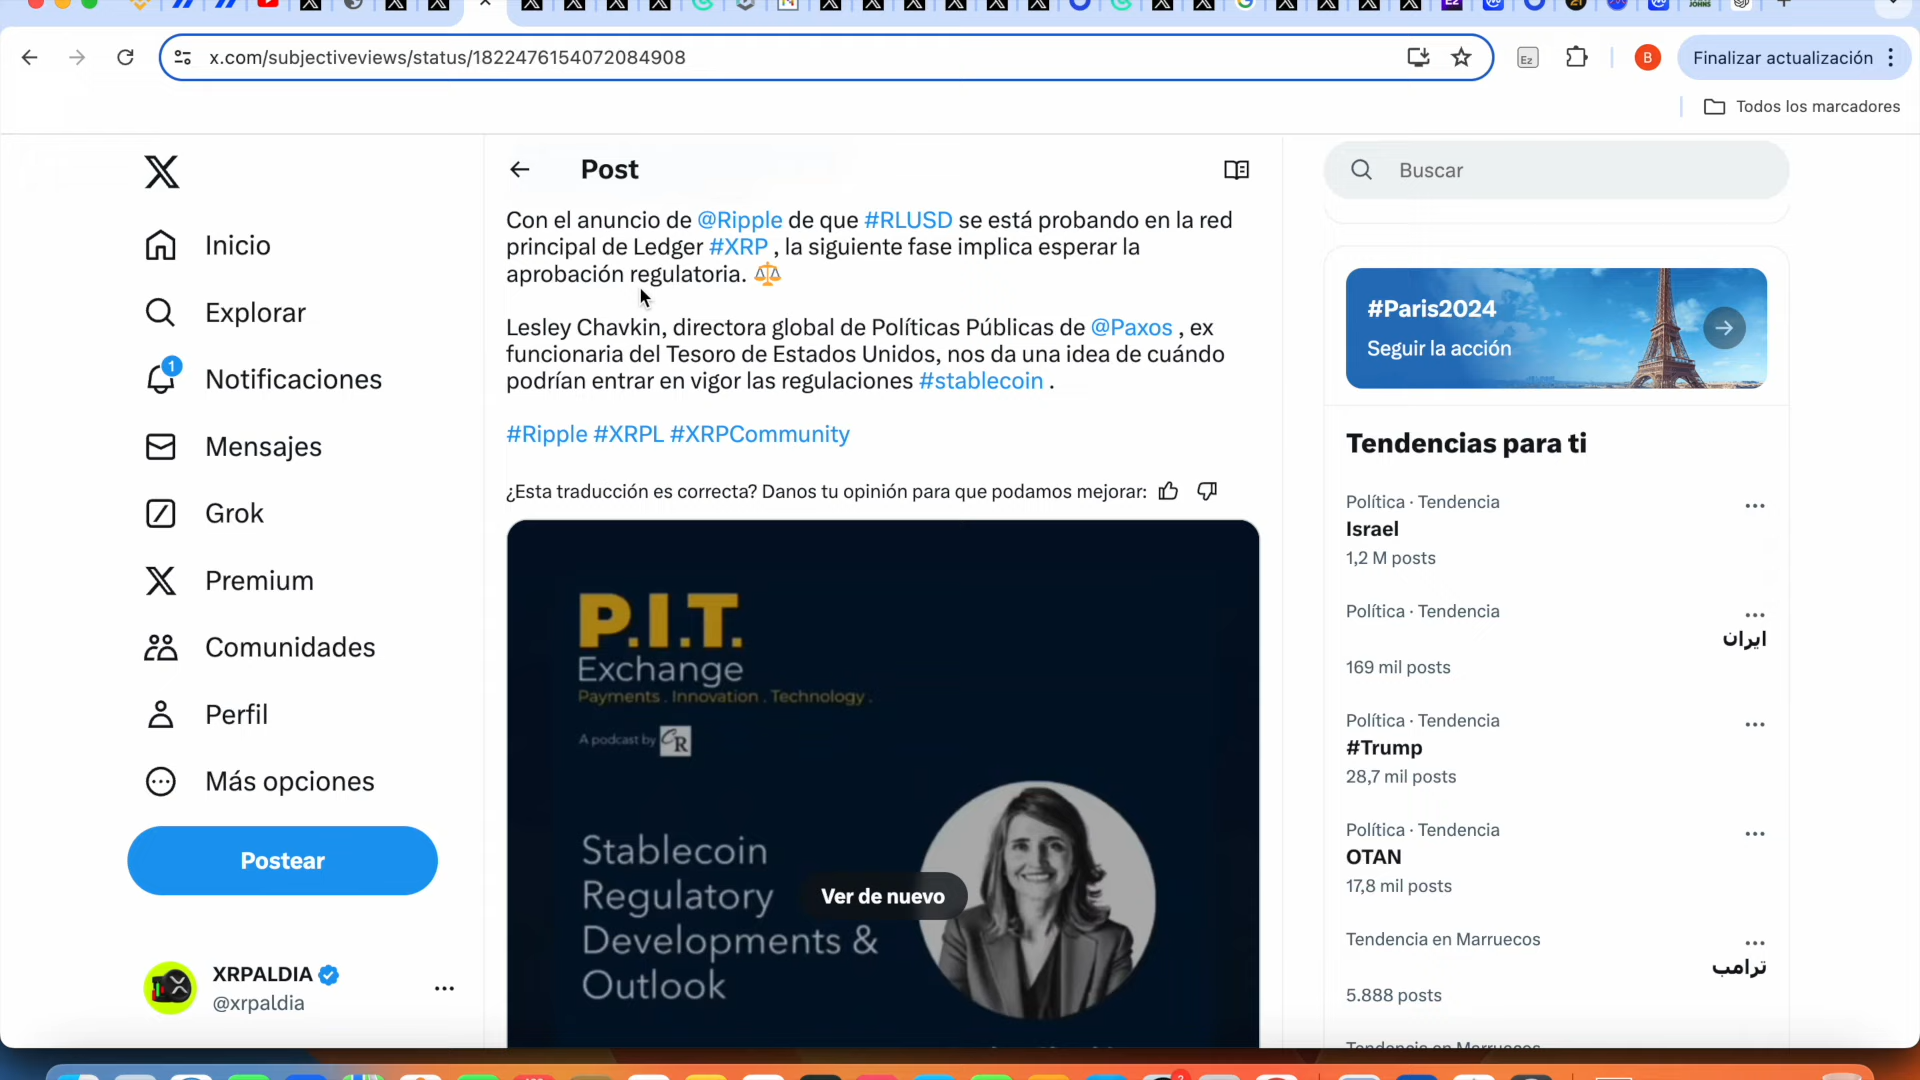 x.com/subjectiveviews/status/1822476154072084908
Ez
B
Finalizar actualización
Todos los marcadores
Inicio
Explorar
1
Notificaciones
Mensajes
Grok
Premium
Comunidades
Perfil
Más opciones
Postear
XRPALDIA
@xrpaldia
Post
Con el anuncio de @Ripple de que #RLUSD se está probando en la red
principal de Ledger #XRP , la siguiente fase implica esperar la
aprobación regulatoria.
Lesley Chavkin, directora global de Políticas Públicas de @Paxos , ex
funcionaria del Tesoro de Estados Unidos, nos da una idea de cuándo
podrían entrar en vigor las regulaciones #stablecoin .
#Ripple #XRPL #XRPCommunity
¿Esta traducción es correcta? Danos tu opinión para que podamos mejorar:
P.I.T.
Exchange
Payments . Innovation . Technology .
A podcast by CR
Stablecoin
Regulatory
Developments &
Outlook
Ver de nuevo
Buscar
#Paris2024
Seguir la acción
Tendencias para ti
Política · Tendencia
Israel
1,2 M posts
Política · Tendencia
ايران
169 mil posts
Política · Tendencia
#Trump
28,7 mil posts
Política · Tendencia
OTAN
17,8 mil posts
Tendencia en Marruecos
ترامب
5.888 posts
Tendencia en Marruecos